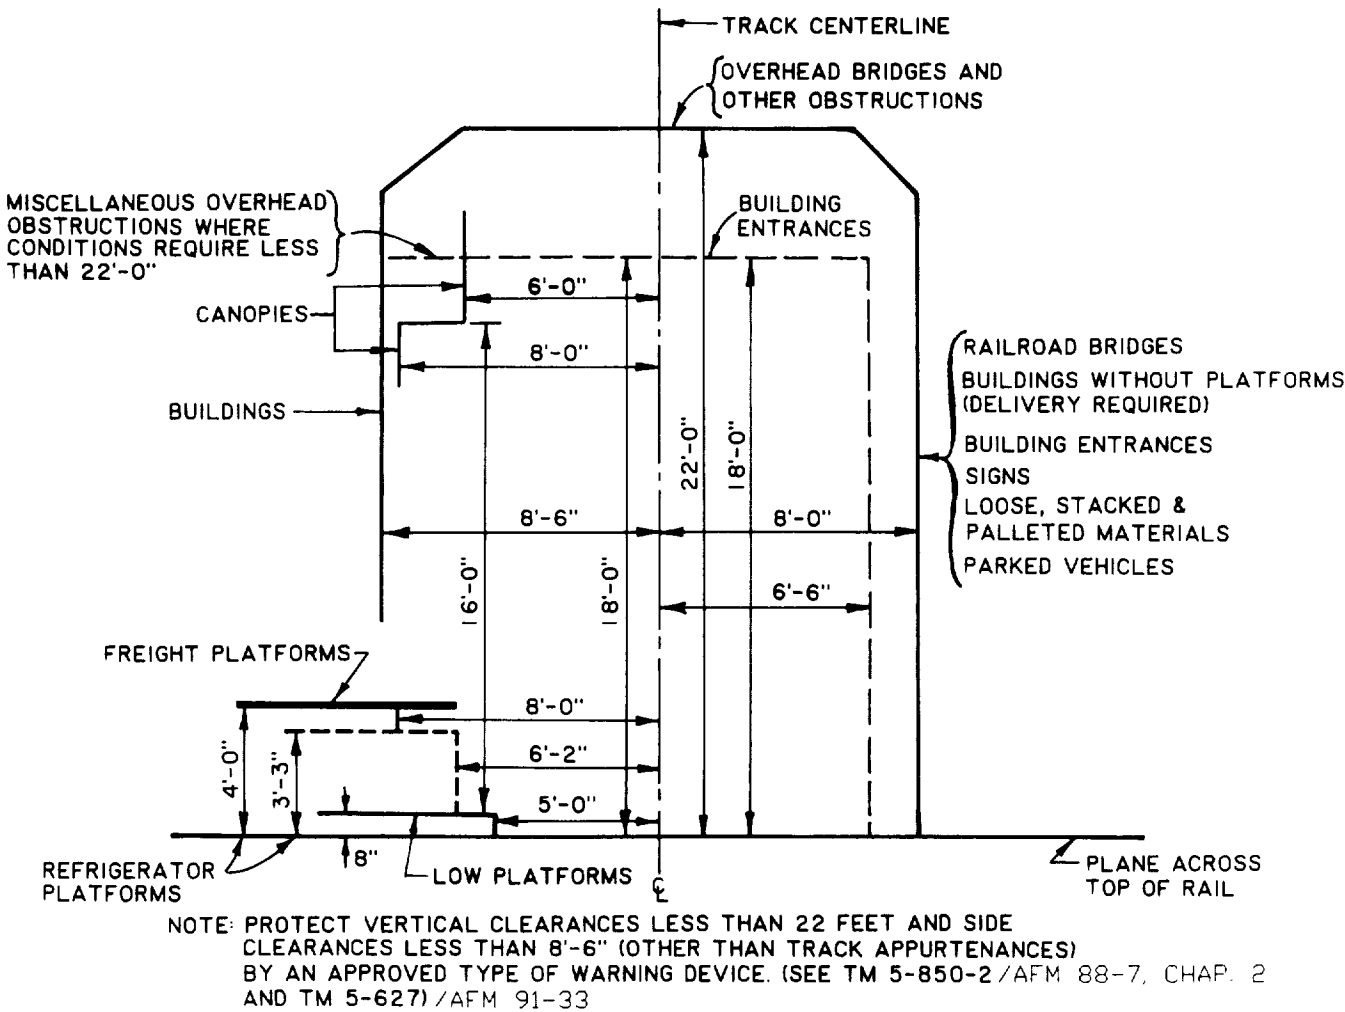 TRACK CENTERLINE
OVERHEAD BRIDGES AND
OTHER OBSTRUCTIONS
MISCELLANEOUS OVERHEAD
OBSTRUCTIONS WHERE
CONDITIONS REQUIRE LESS
THAN 22'-0"
BUILDING
ENTRANCES
6'-0"
CANOPIES
8'-0"
BUILDINGS
RAILROAD BRIDGES
BUILDINGS WITHOUT PLATFORMS
(DELIVERY REQUIRED)
BUILDING ENTRANCES
SIGNS
LOOSE, STACKED &
PALLETED MATERIALS
PARKED VEHICLES
22'-0"
18'-0"
8'-6"
8'-0"
16'-0"
18'-0"
6'-6"
FREIGHT PLATFORMS
8'-0"
6'-2"
4'-0"
3'-3"
5'-0"
8"
REFRIGERATOR
PLATFORMS
LOW PLATFORMS
℄
PLANE ACROSS
TOP OF RAIL
NOTE: PROTECT VERTICAL CLEARANCES LESS THAN 22 FEET AND SIDE
CLEARANCES LESS THAN 8'-6" (OTHER THAN TRACK APPURTENANCES)
BY AN APPROVED TYPE OF WARNING DEVICE. (SEE TM 5-850-2/AFM 88-7, CHAP. 2
AND TM 5-627)/AFM 91-33